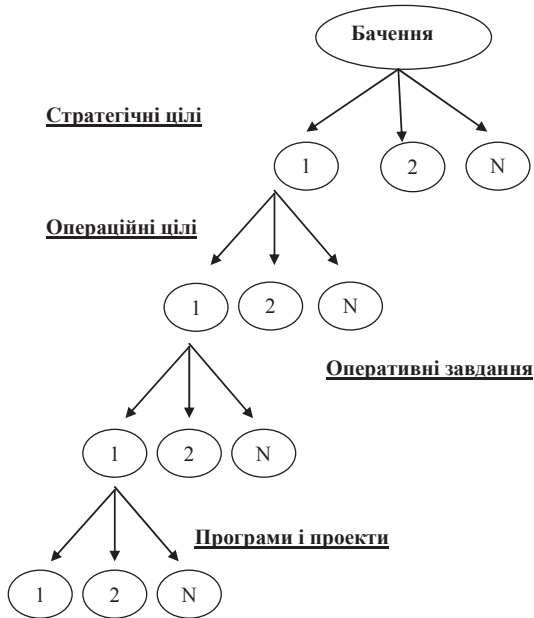 Бачення
Стратегічні цілі
1 2 N
Операційні цілі
1 2 N
Оперативні завдання
1 2 N
Програми і проекти
1 2 N